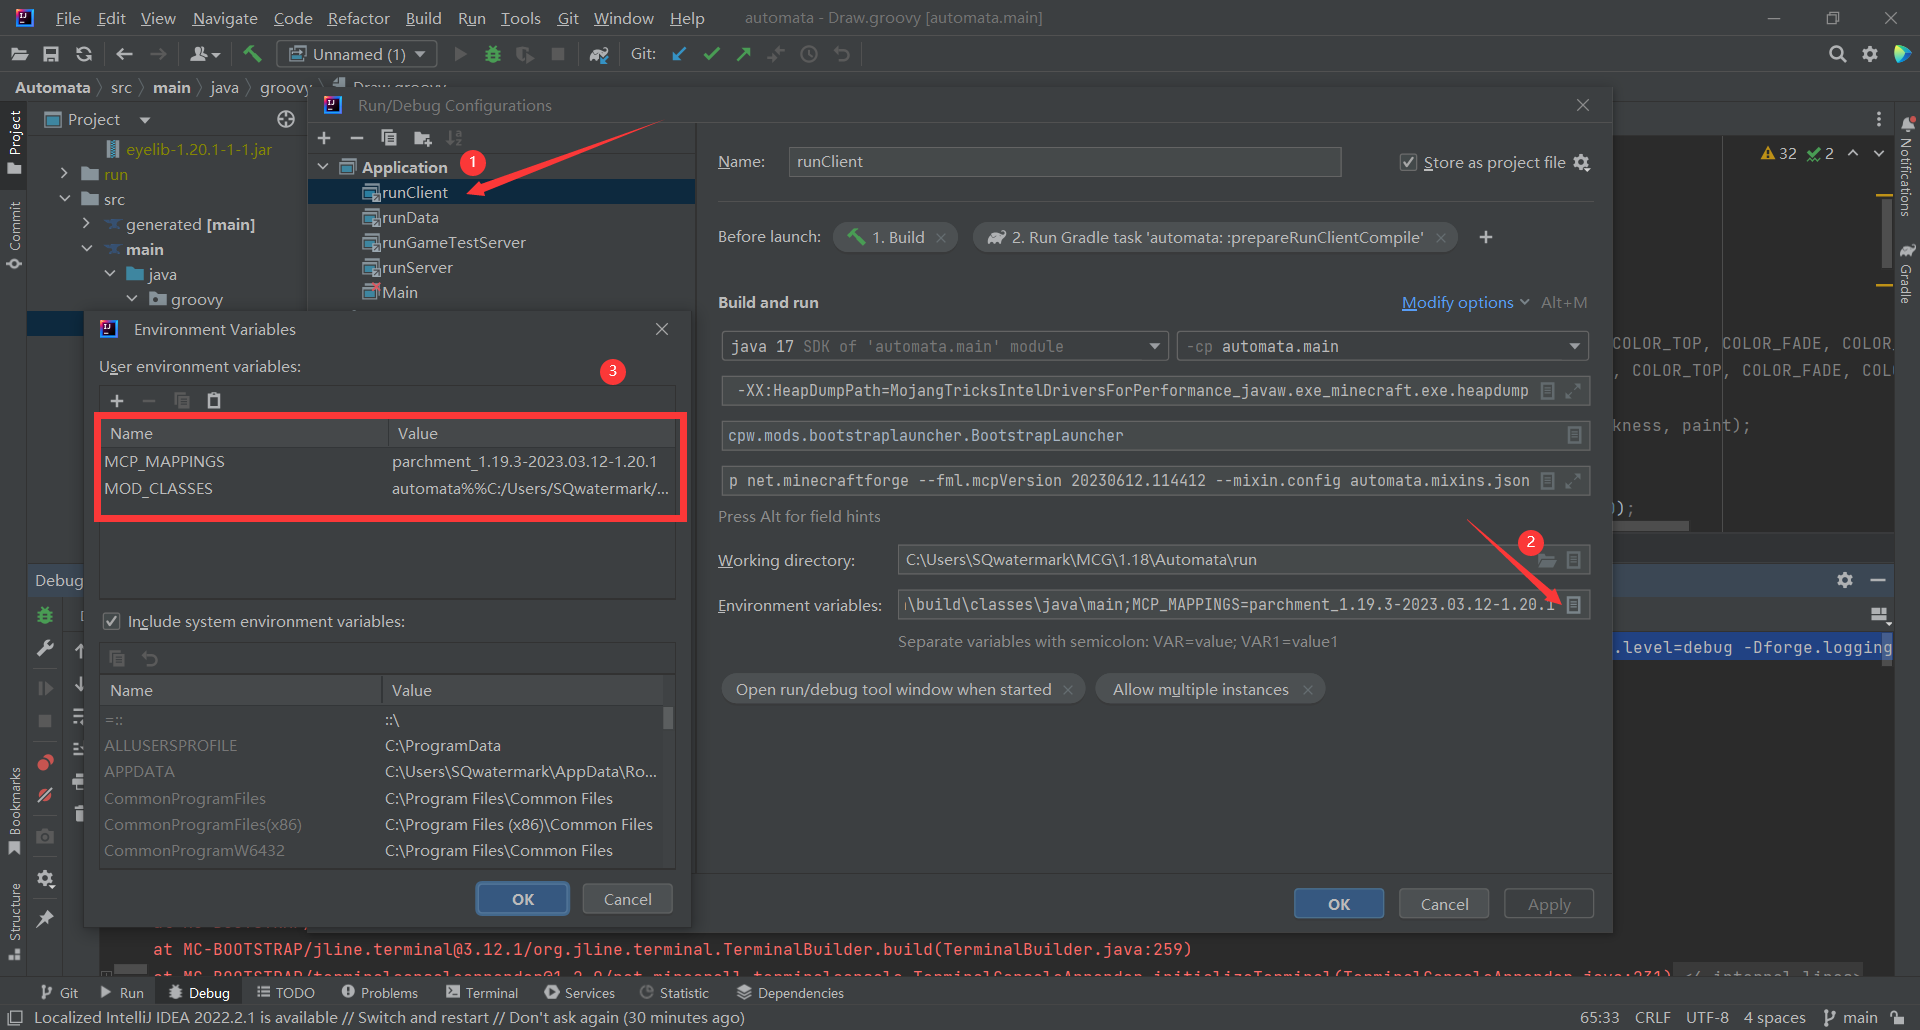 File Edit View Navigate Code Refactor Build Run Tools Git Window Help automata - Draw.groovy [automata.main]
Unnamed (1) Git:
Automata src main java groovy Draw.groovy
Project
eyelib-1.20.1-1-1.jar
run
src
generated [main]
main
java
groovy
Project
Commit
Bookmarks
Structure
Notifications
Gradle
32 2
Run/Debug Configurations
Application
1
runClient
runData
runGameTestServer
runServer
Main
Name: runClient
Store as project file
Before launch: 1. Build 2. Run Gradle task 'automata: :prepareRunClientCompile'
Build and run
Modify options Alt+M
java 17 SDK of 'automata.main' module
-cp automata.main
-XX:HeapDumpPath=MojangTricksIntelDriversForPerformance_javaw.exe_minecraft.exe.heapdump
cpw.mods.bootstraplauncher.BootstrapLauncher
p net.minecraftforge --fml.mcpVersion 20230612.114412 --mixin.config automata.mixins.json
Press Alt for field hints
2
Working directory: C:\Users\SQwatermark\MCG\1.18\Automata\run
Environment variables: \build\classes\java\main;MCP_MAPPINGS=parchment_1.19.3-2023.03.12-1.20.1
Separate variables with semicolon: VAR=value; VAR1=value1
Open run/debug tool window when started
Allow multiple instances
OK Cancel Apply
Environment Variables
User environment variables:
3
Name Value
MCP_MAPPINGS parchment_1.19.3-2023.03.12-1.20.1
MOD_CLASSES automata%%C:/Users/SQwatermark/...
Include system environment variables:
Name Value
=:: ::\
ALLUSERSPROFILE C:\ProgramData
APPDATA C:\Users\SQwatermark\AppData\Ro...
CommonProgramFiles C:\Program Files\Common Files
CommonProgramFiles(x86) C:\Program Files (x86)\Common Files
CommonProgramW6432 C:\Program Files\Common Files
OK Cancel
COLOR_TOP, COLOR_FADE, COLOR_
, COLOR_TOP, COLOR_FADE, COL
kness, paint);
);
Debug
.level=debug -Dforge.logging
at MC-BOOTSTRAP/jline.terminal@3.12.1/org.jline.terminal.TerminalBuilder.build(TerminalBuilder.java:259)
Git Run Debug TODO Problems Terminal Services Statistic Dependencies
Localized IntelliJ IDEA 2022.2.1 is available // Switch and restart // Don't ask again (30 minutes ago) 65:33 CRLF UTF-8 4 spaces main